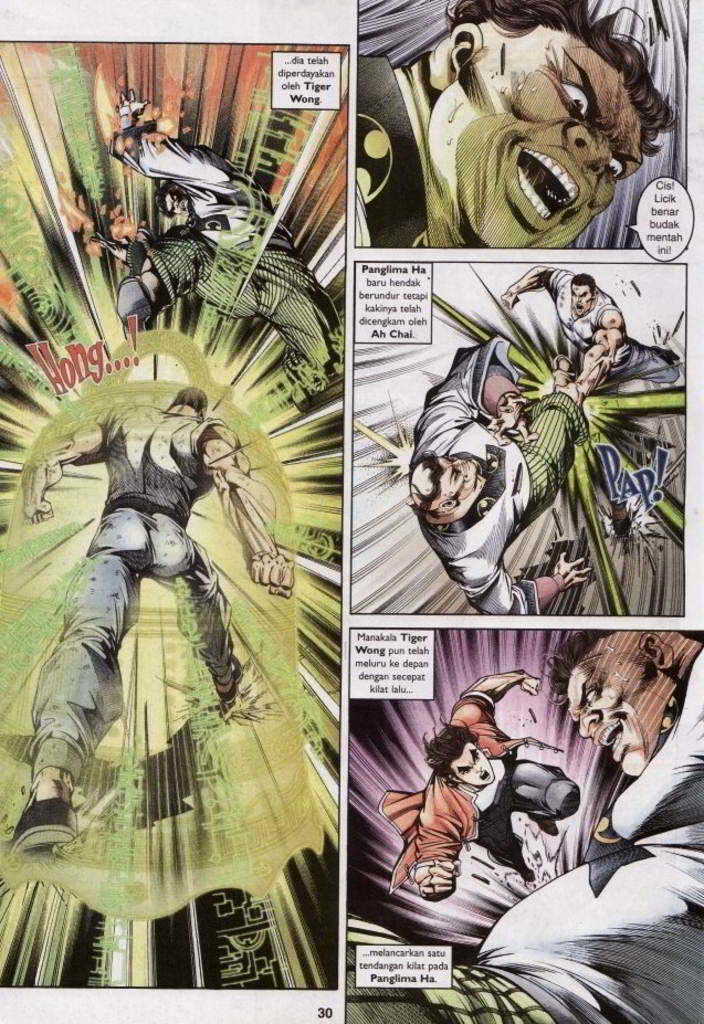 ...dia telah
diperdayakan
oleh Tiger
Wong.
Hong...!
Cis!
Licik
benar
budak
mentah
ini!
Panglima Ha
baru hendak
berundur tetapi
kakinya telah
dicengkam oleh
Ah Chai.
PAP!
Manakala Tiger
Wong pun telah
meluru ke depan
dengan secepat
kilat lalu...
...melancarkan satu
tendangan kilat pada
Panglima Ha.
30